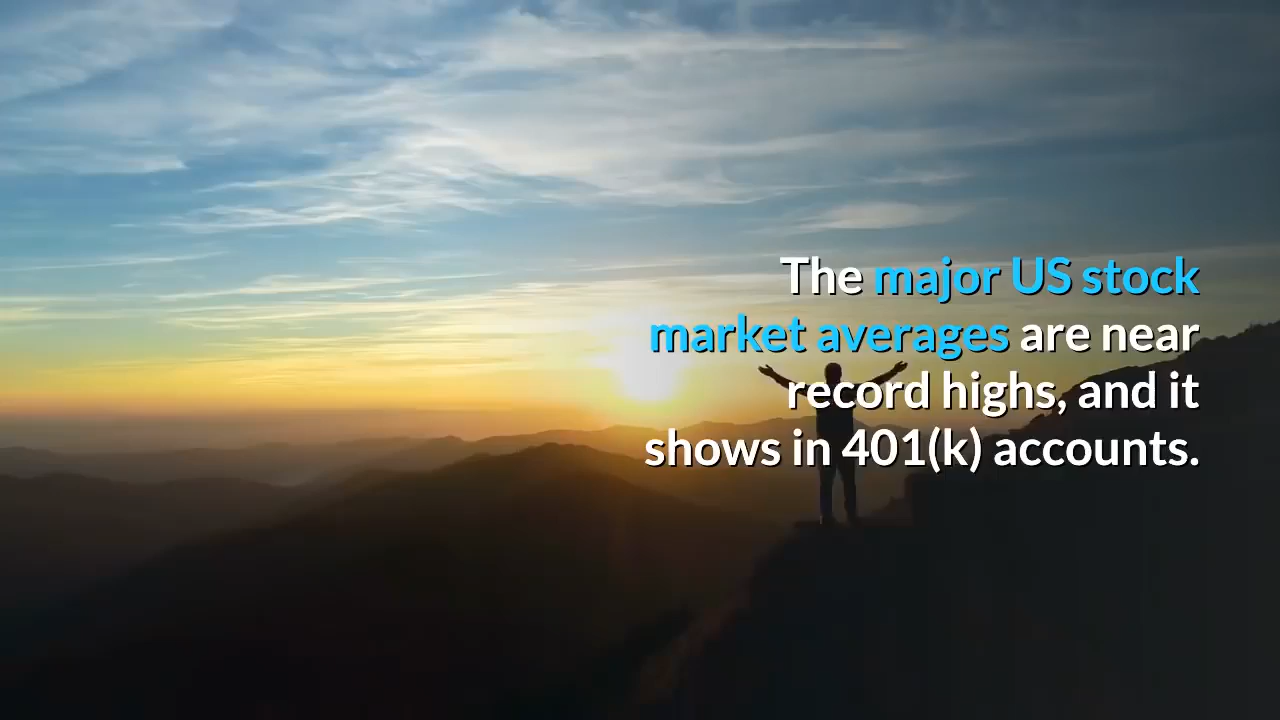 The major US stock
market averages are near
record highs, and it
shows in 401(k) accounts.